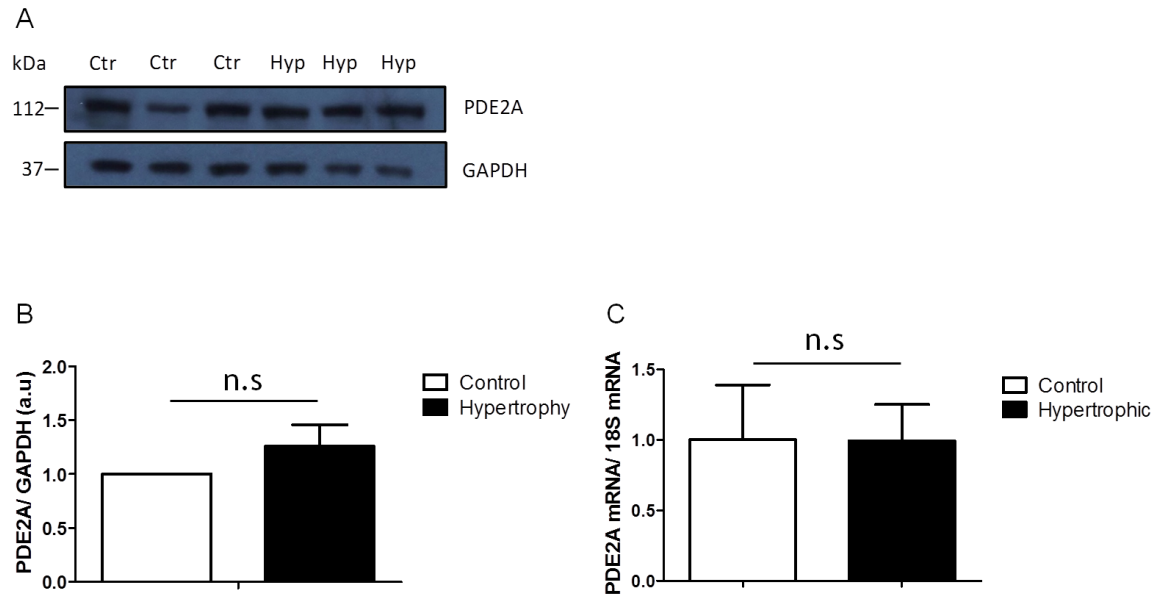 A
kDa Ctr Ctr Ctr Hyp Hyp Hyp
112 PDE2A
37 GAPDH
B
PDE2A/ GAPDH (a.u)
2.0
1.5
1.0
0.5
0.0
n.s
Control
Hypertrophy
C
PDE2A mRNA/ 18S mRNA
1.5
1.0
0.5
0.0
n.s
Control
Hypertrophic